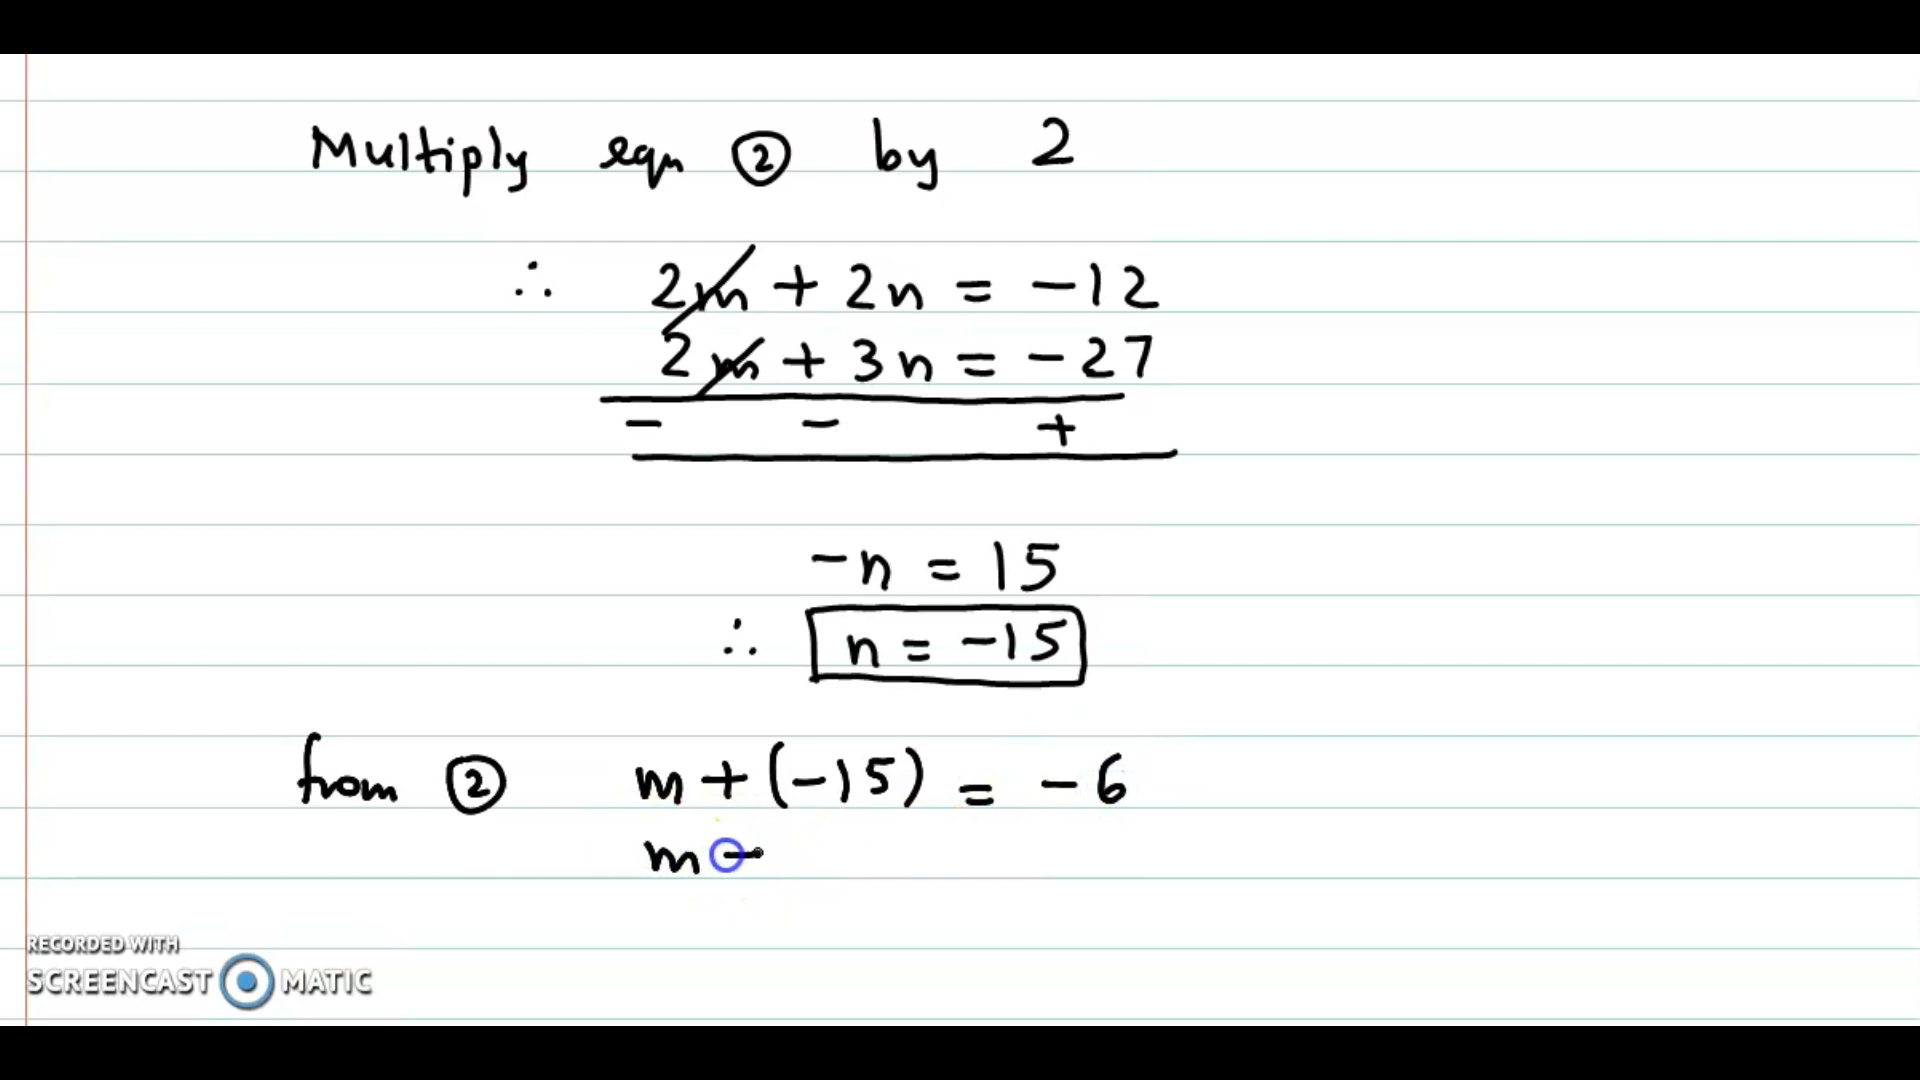 Multiply eqn ② by 2
∴ 2m + 2n = -12
2m + 3n = -27
- - +
-n = 15
∴ n = -15
from ② m + (-15) = -6
m -
RECORDED WITH
SCREENCAST MATIC